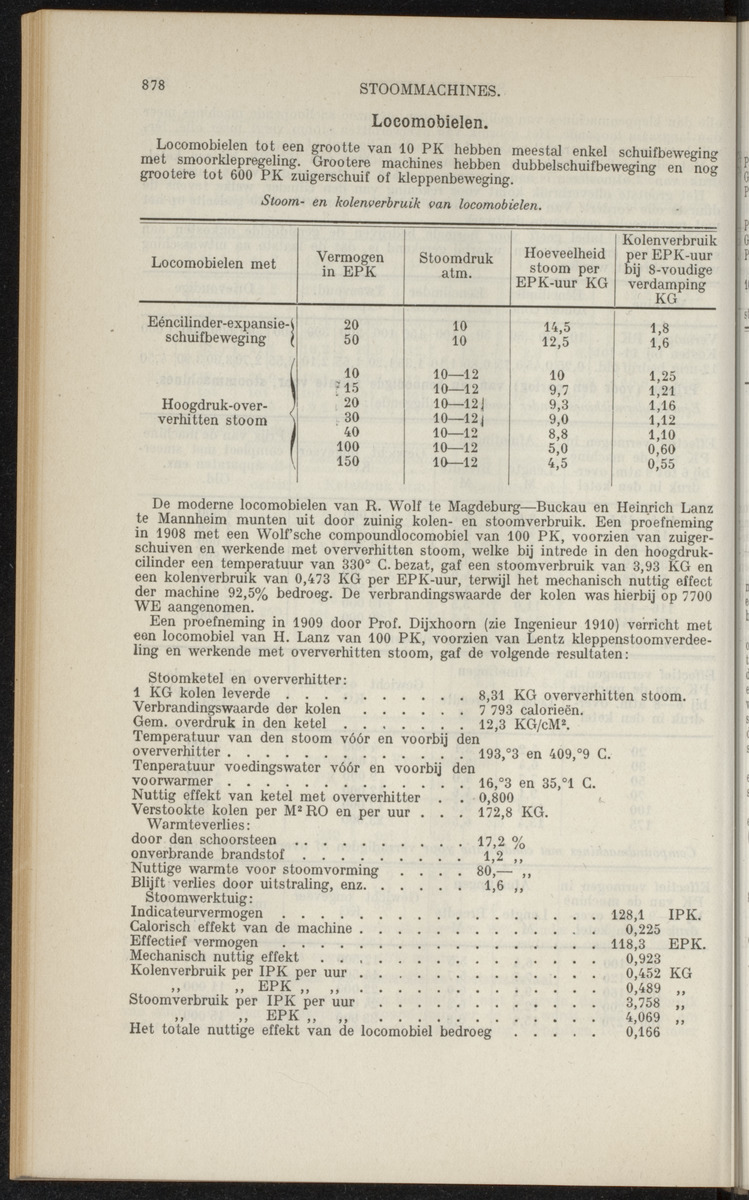 878
STOOMMACHINES.
Locomobielen.
Locomobielen tot een grootte van 10 PK hebben meestal enkel schuifbeweging
met smoorklepregeling. Grootere machines hebben dubbelschuifbeweging en nog
grootere tot 600 PK zuigerschuif of kleppenbeweging.
Stoom- en kolenverbruik van locomobielen.
Locomobielen met | Vermogen in EPK | Stoomdruk atm. | Hoeveelheid stoom per EPK-uur KG | Kolenverbruik per EPK-uur bij 8-voudige verdamping KG
Eéncilinder-expansie- 20 10 14,5 1,8
schuifbeweging 50 10 12,5 1,6
10 10—12 10 1,25
15 10—12 9,7 1,21
Hoogdruk-over- 20 10—12 9,3 1,16
verhitten stoom 30 10—12 9,0 1,12
40 10—12 8,8 1,10
100 10—12 5,0 0,60
150 10—12 4,5 0,55
De moderne locomobielen van R. Wolf te Magdeburg—Buckau en Heinrich Lanz
te Mannheim munten uit door zuinig kolen- en stoomverbruik. Een proefneming
in 1908 met een Wolf'sche compoundlocomobiel van 100 PK, voorzien van zuiger-
schuiven en werkende met oververhitten stoom, welke bij intrede in den hoogdruk-
cilinder een temperatuur van 330° C. bezat, gaf een stoomverbruik van 3,93 KG en
een kolenverbruik van 0,473 KG per EPK-uur, terwijl het mechanisch nuttig effect
der machine 92,5% bedroeg. De verbrandingswaarde der kolen was hierbij op 7700
WE aangenomen.
Een proefneming in 1909 door Prof. Dijxhoorn (zie Ingenieur 1910) verricht met
een locomobiel van H. Lanz van 100 PK, voorzien van Lentz kleppenstoomverdee-
ling en werkende met oververhitten stoom, gaf de volgende resultaten:
Stoomketel en oververhitter:
1 KG kolen leverde . . . . . . . . . . 8,31 KG oververhitten stoom.
Verbrandingswaarde der kolen . . . . . . 7 793 calorieën.
Gem. overdruk in den ketel . . . . . . . 12,3 KG/cM².
Temperatuur van den stoom vóór en voorbij den
oververhitter . . . . . . . . . . . . . 193,°3 en 409,°9 C.
Tenperatuur voedingswater vóór en voorbij den
voorwarmer . . . . . . . . . . . . . 16,°3 en 35,°1 C.
Nuttig effekt van ketel met oververhitter . . 0,800
Verstookte kolen per M² RO en per uur . . . 172,8 KG.
Warmteverlies:
door den schoorsteen . . . . . . . . . . 17,2 %
onverbrande brandstof . . . . . . . . . 1,2 „
Nuttige warmte voor stoomvorming . . . . 80,— „
Blijft verlies door uitstraling, enz. . . . . . 1,6 „
Stoomwerktuig:
Indicateurvermogen . . . . . . . . . . . . . . . . . 128,1 IPK.
Calorisch effekt van de machine . . . . . . . . . . . . . 0,225
Effectief vermogen . . . . . . . . . . . . . . . . . 118,3 EPK.
Mechanisch nuttig effekt . . . . . . . . . . . . . . . 0,923
Kolenverbruik per IPK per uur . . . . . . . . . . . . . 0,452 KG
„ „ EPK „ „ . . . . . . . . . . . . . 0,489 „
Stoomverbruik per IPK per uur . . . . . . . . . . . . 3,758 „
„ „ EPK „ „ . . . . . . . . . . . . 4,069 „
Het totale nuttige effekt van de locomobiel bedroeg . . . . . 0,166